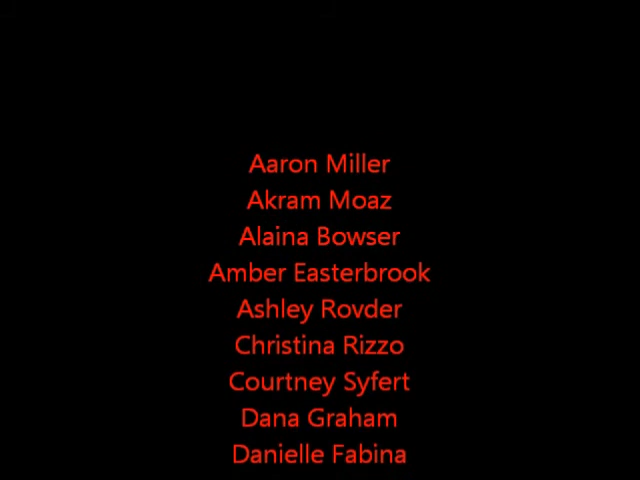 Aaron Miller
Akram Moaz
Alaina Bowser
Amber Easterbrook
Ashley Rovder
Christina Rizzo
Courtney Syfert
Dana Graham
Danielle Fabina